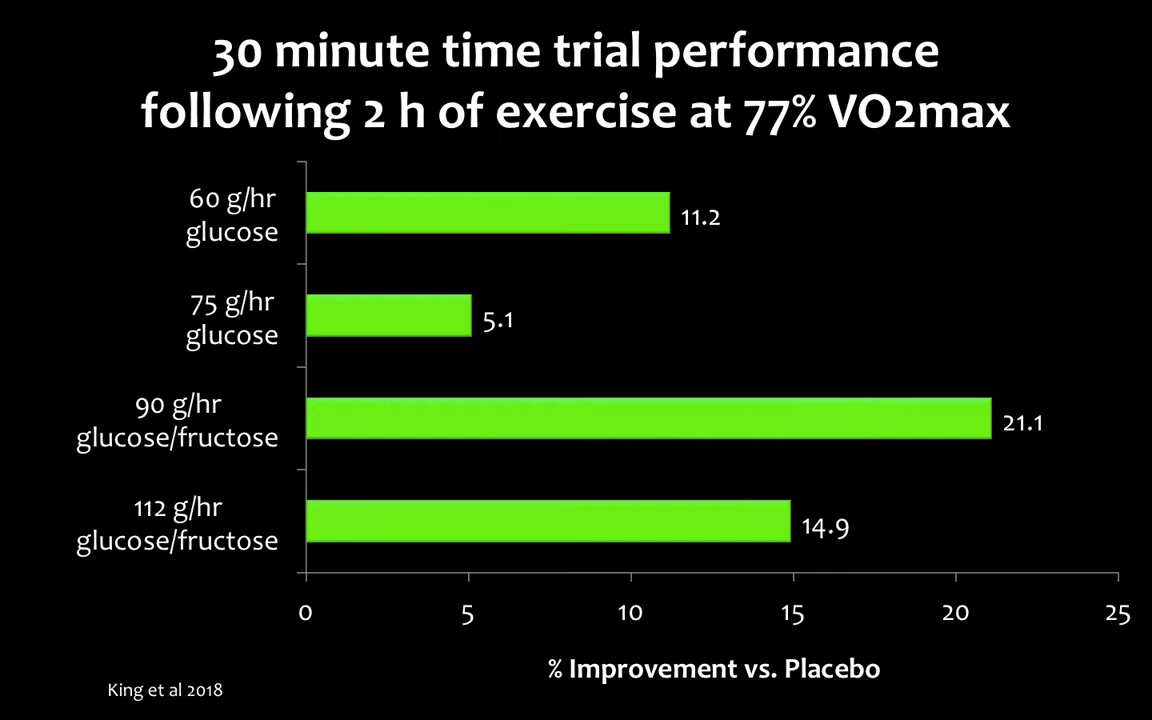 30 minute time trial performance
following 2 h of exercise at 77% VO2max
60 g/hr
glucose
11.2
75 g/hr
glucose
5.1
90 g/hr
glucose/fructose
21.1
112 g/hr
glucose/fructose
14.9
0 5 10 15 20 25
% Improvement vs. Placebo
King et al 2018